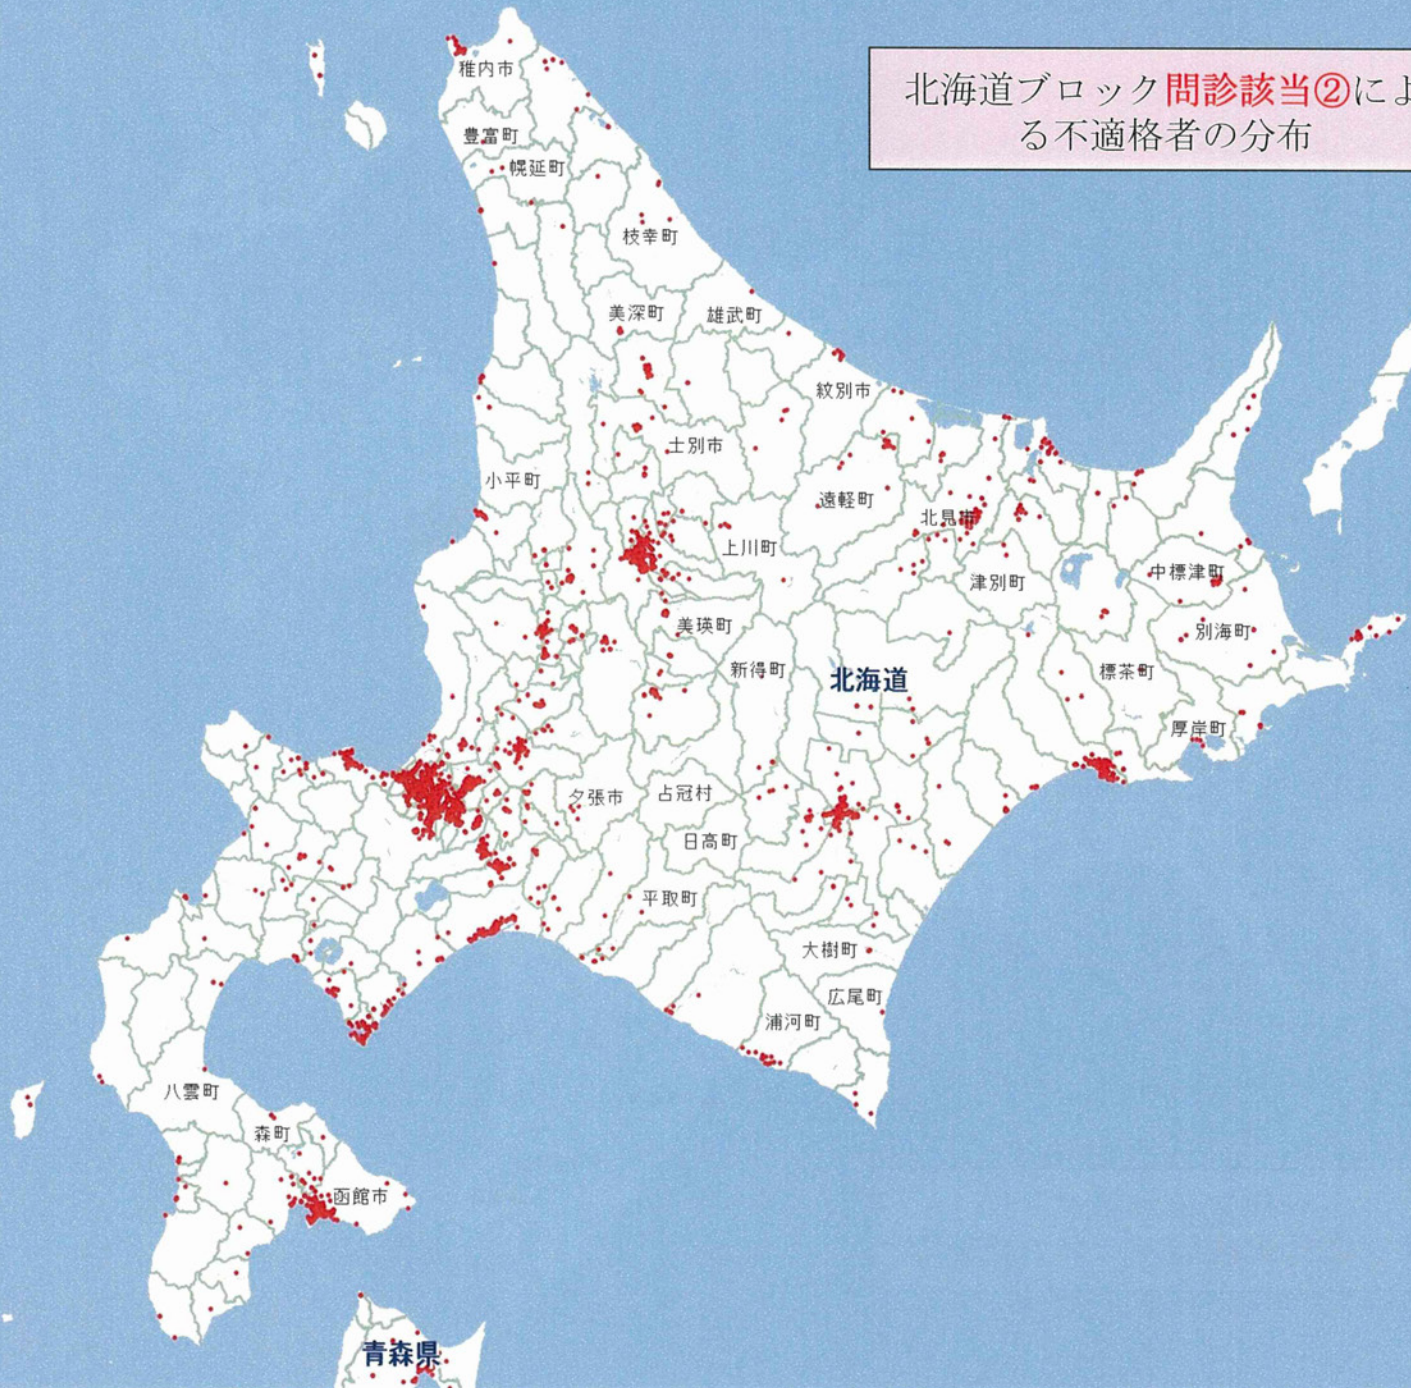 北海道ブロック問診該当②によ
る不適格者の分布
稚内市
豊富町
幌延町
枝幸町
美深町
雄武町
紋別市
士別市
小平町
遠軽町
北見市
上川町
津別町
中標津町
美瑛町
別海町
新得町
北海道
標茶町
厚岸町
夕張市
占冠村
日高町
平取町
大樹町
広尾町
浦河町
八雲町
森町
函館市
青森県